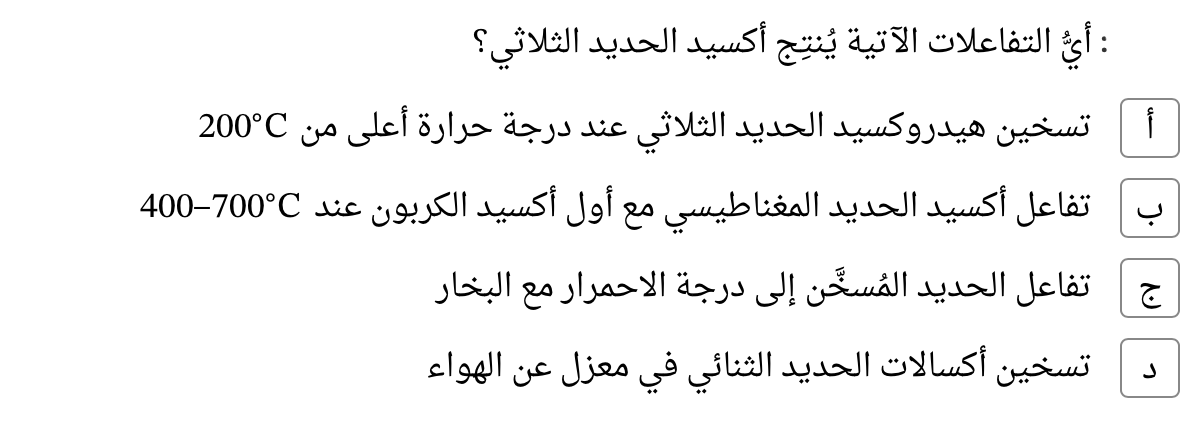 : أيُّ التفاعلات الآتية يُنتِج أكسيد الحديد الثلاثي؟
أ تسخين هيدروكسيد الحديد الثلاثي عند درجة حرارة أعلى من 200°C
ب تفاعل أكسيد الحديد المغناطيسي مع أول أكسيد الكربون عند 400–700°C
ج تفاعل الحديد المُسخَّن إلى درجة الاحمرار مع البخار
د تسخين أكسالات الحديد الثنائي في معزل عن الهواء